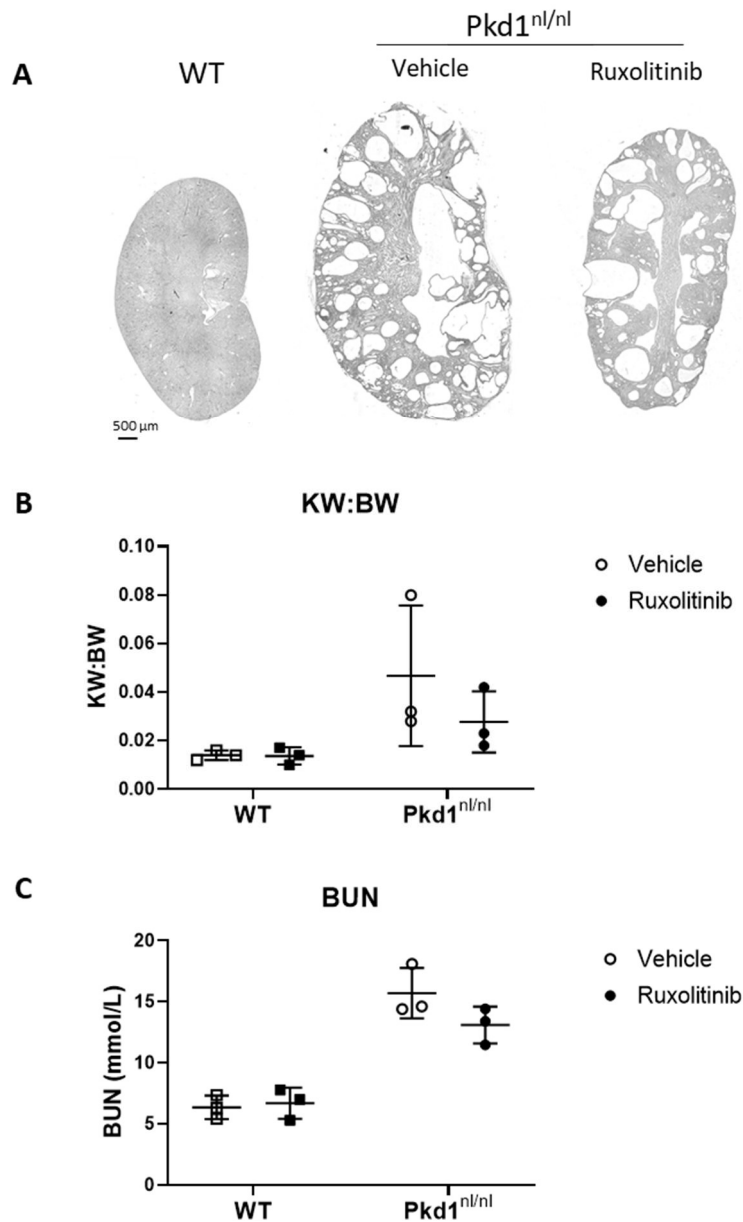 Pkd1nl/nl
A
WT
Vehicle
Ruxolitinib
500 µm
B
KW:BW
0.10
0.08
0.06
0.04
0.02
0.00
KW:BW
WT
Pkd1nl/nl
Vehicle
Ruxolitinib
C
BUN
20
15
10
5
0
BUN (mmol/L)
WT
Pkd1nl/nl
Vehicle
Ruxolitinib